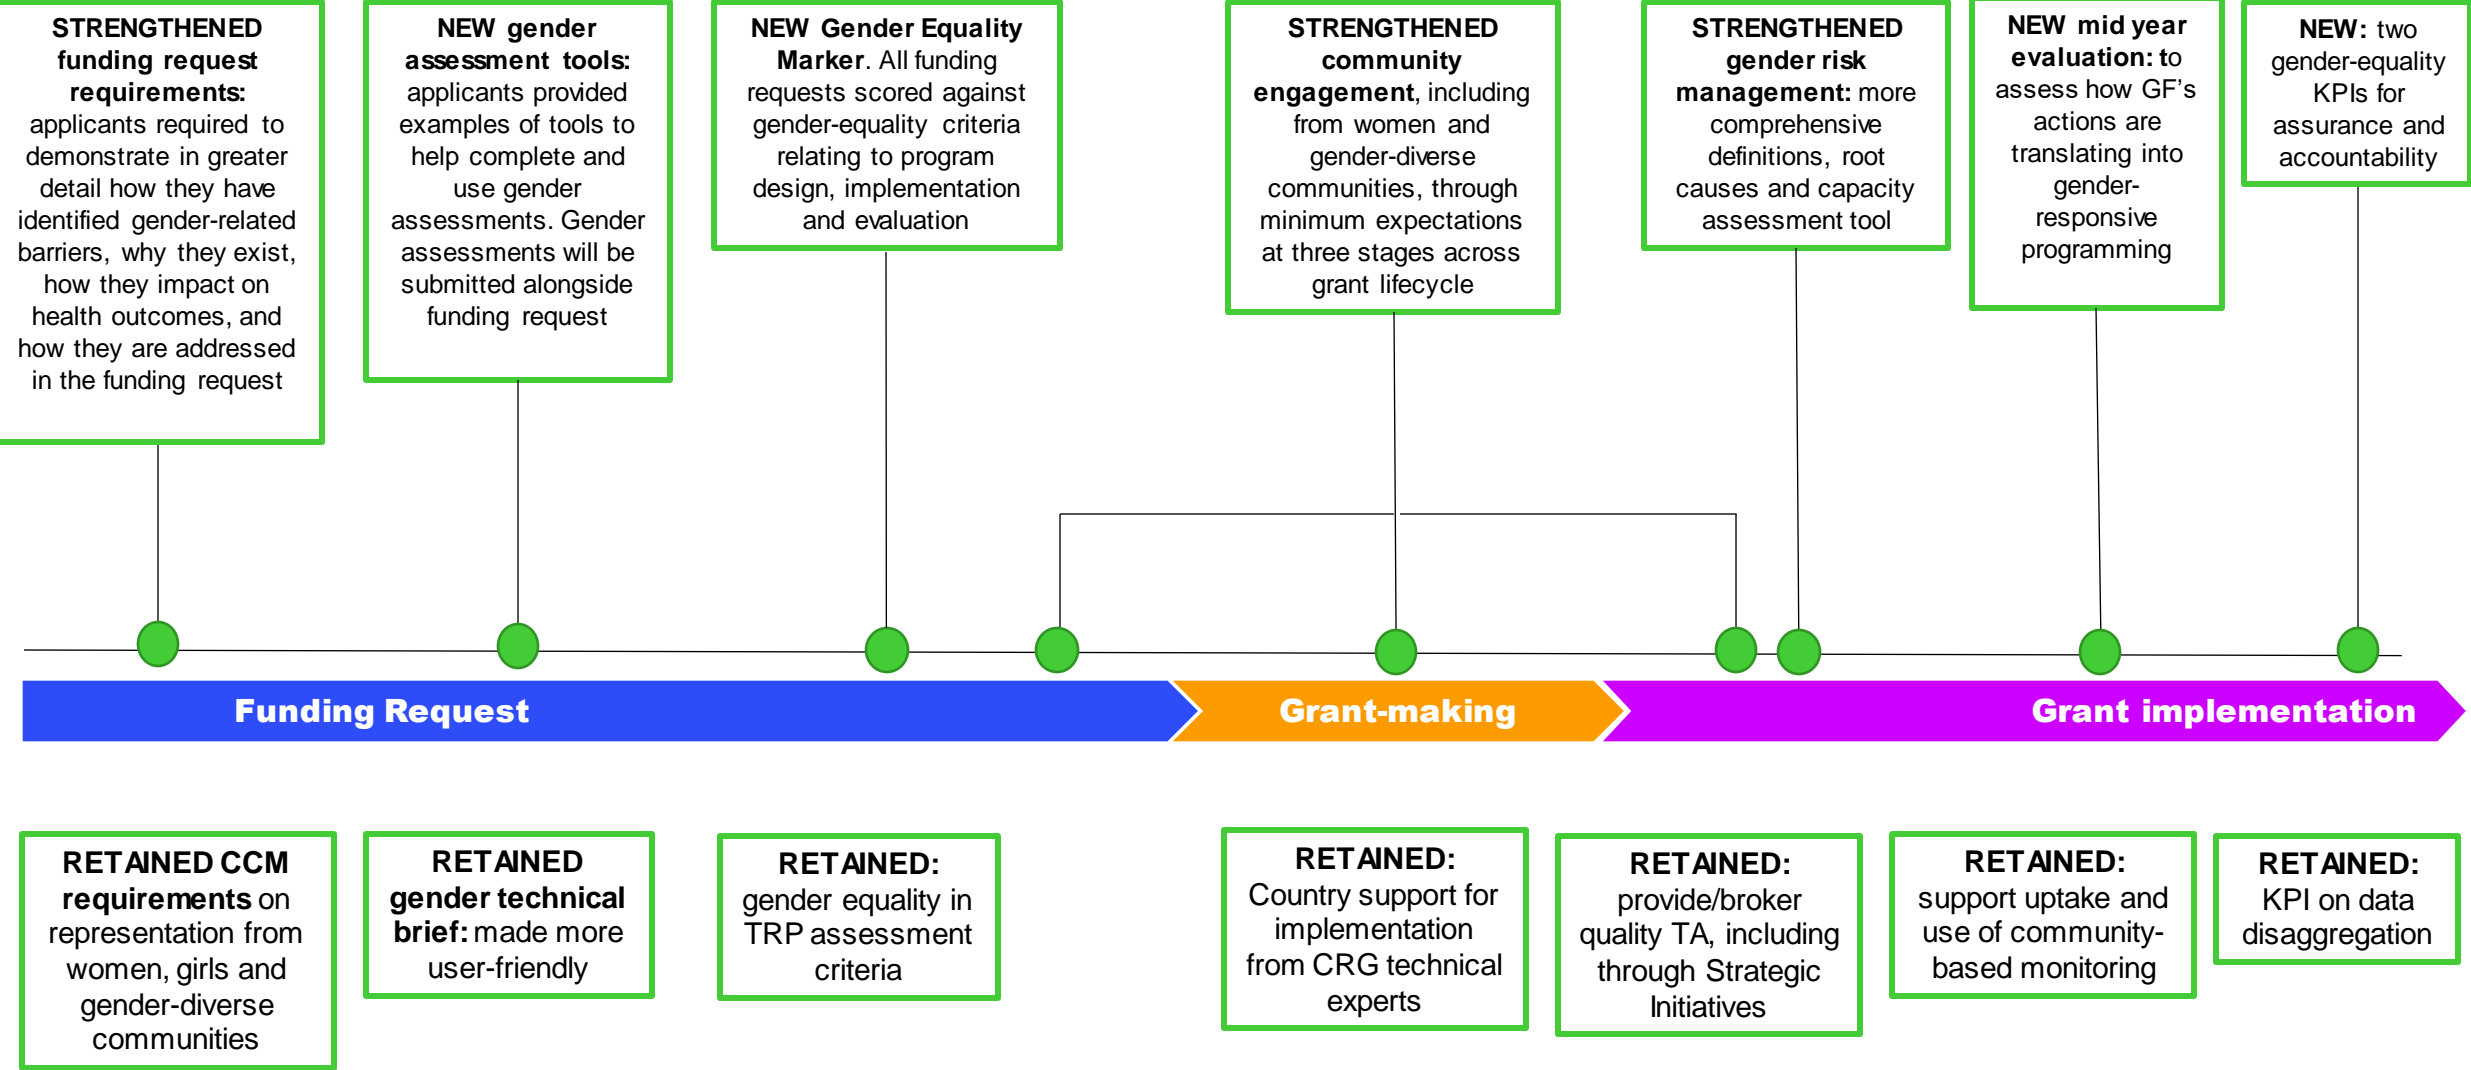 STRENGTHENED
funding request
requirements:
applicants required to
demonstrate in greater
detail how they have
identified gender-related
barriers, why they exist,
how they impact on
health outcomes, and
how they are addressed
in the funding request
NEW gender
assessment tools:
applicants provided
examples of tools to
help complete and
use gender
assessments. Gender
assessments will be
submitted alongside
funding request
NEW Gender Equality
Marker. All funding
requests scored against
gender-equality criteria
relating to program
design, implementation
and evaluation
STRENGTHENED
community
engagement, including
from women and
gender-diverse
communities, through
minimum expectations
at three stages across
grant lifecycle
STRENGTHENED
gender risk
management: more
comprehensive
definitions, root
causes and capacity
assessment tool
NEW mid year
evaluation: to
assess how GF’s
actions are
translating into
gender-
responsive
programming
NEW: two
gender-equality
KPIs for
assurance and
accountability
Funding Request
Grant-making
Grant implementation
RETAINED CCM
requirements on
representation from
women, girls and
gender-diverse
communities
RETAINED
gender technical
brief: made more
user-friendly
RETAINED:
gender equality in
TRP assessment
criteria
RETAINED:
Country support for
implementation
from CRG technical
experts
RETAINED:
provide/broker
quality TA, including
through Strategic
Initiatives
RETAINED:
support uptake and
use of community-
based monitoring
RETAINED:
KPI on data
disaggregation